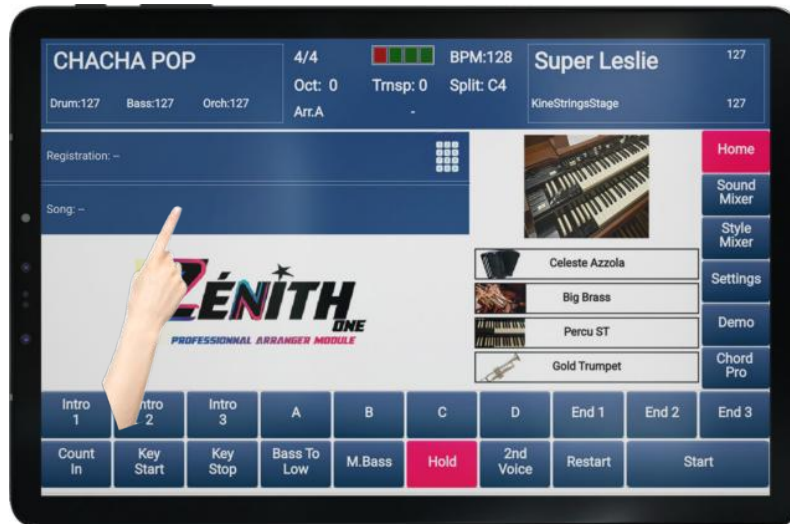 CHACHA POP
Drum:127 Bass:127 Orch:127
4/4 BPM:128
Oct: 0 Trnsp: 0 Split: C4
Arr.A -
Super Leslie 127
KineStringsStage 127
Registration: --
Song: --
Home
Sound
Mixer
Style
Mixer
Settings
Demo
Chord
Pro
Celeste Azzola
Big Brass
Percu ST
Gold Trumpet
ZÉNITH
ONE
PROFESSIONNAL ARRANGER MODULE
Intro
1
ntro
2
Intro
3
A
B
C
D
End 1
End 2
End 3
Count
In
Key
Start
Key
Stop
Bass To
Low
M.Bass
Hold
2nd
Voice
Restart
Start